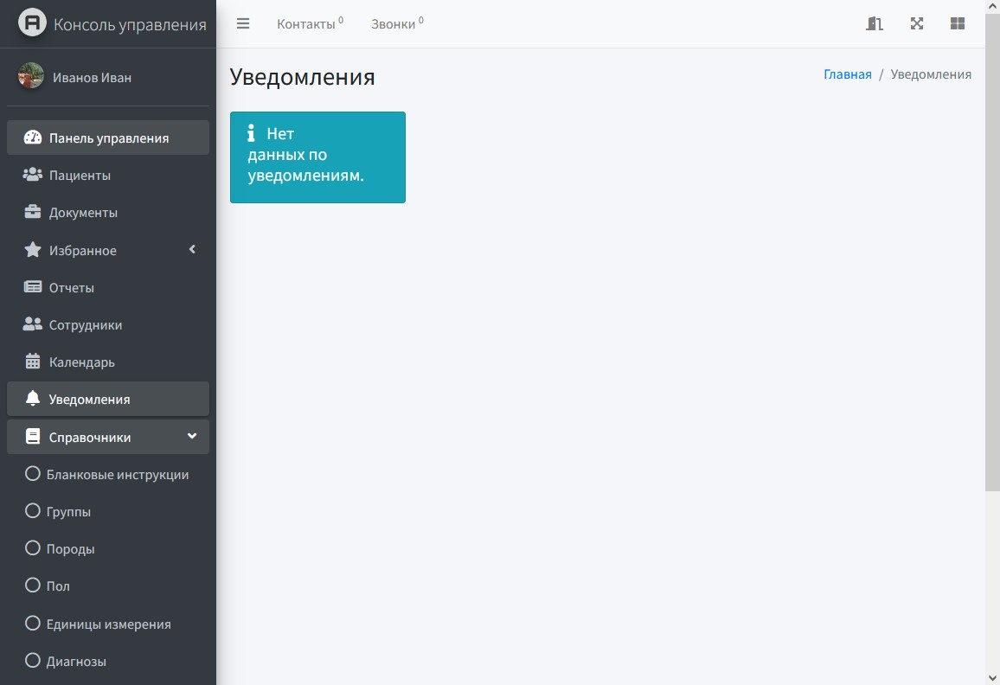 Консоль управления
Контакты 0
Звонки 0
Иванов Иван
Уведомления
Главная / Уведомления
Нет
данных по
уведомлениям.
Панель управления
Пациенты
Документы
Избранное
Отчеты
Сотрудники
Календарь
Уведомления
Справочники
Бланковые инструкции
Группы
Породы
Пол
Единицы измерения
Диагнозы